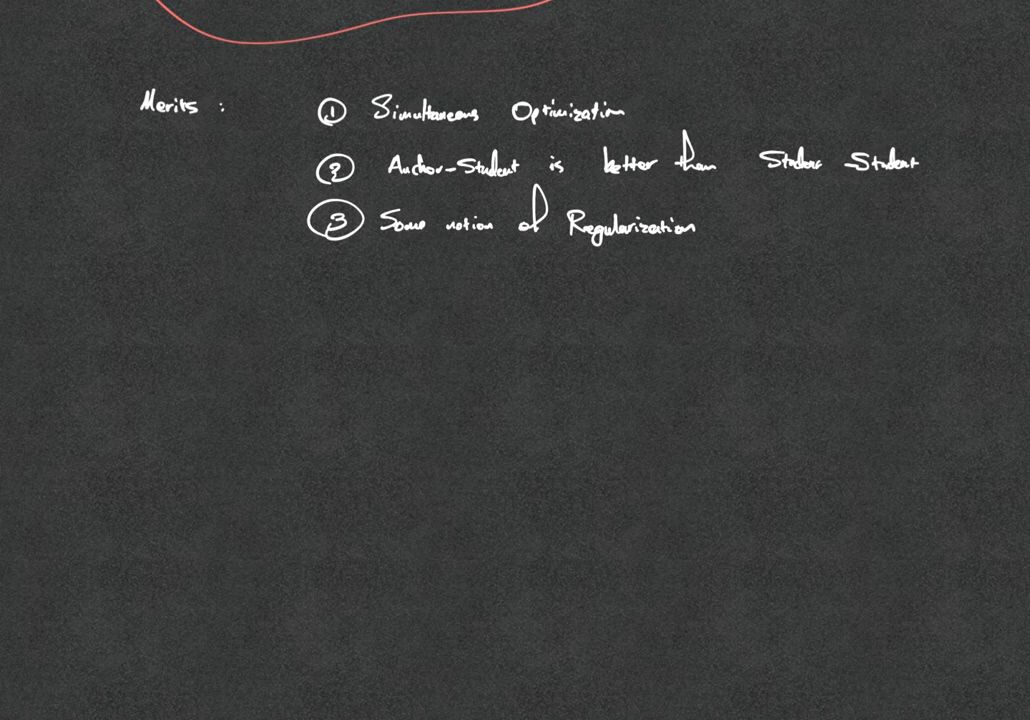 Merits : ① Simultaneous Optimization
② Anchor-Student is better than Student Student
③ Some notion of Regularization